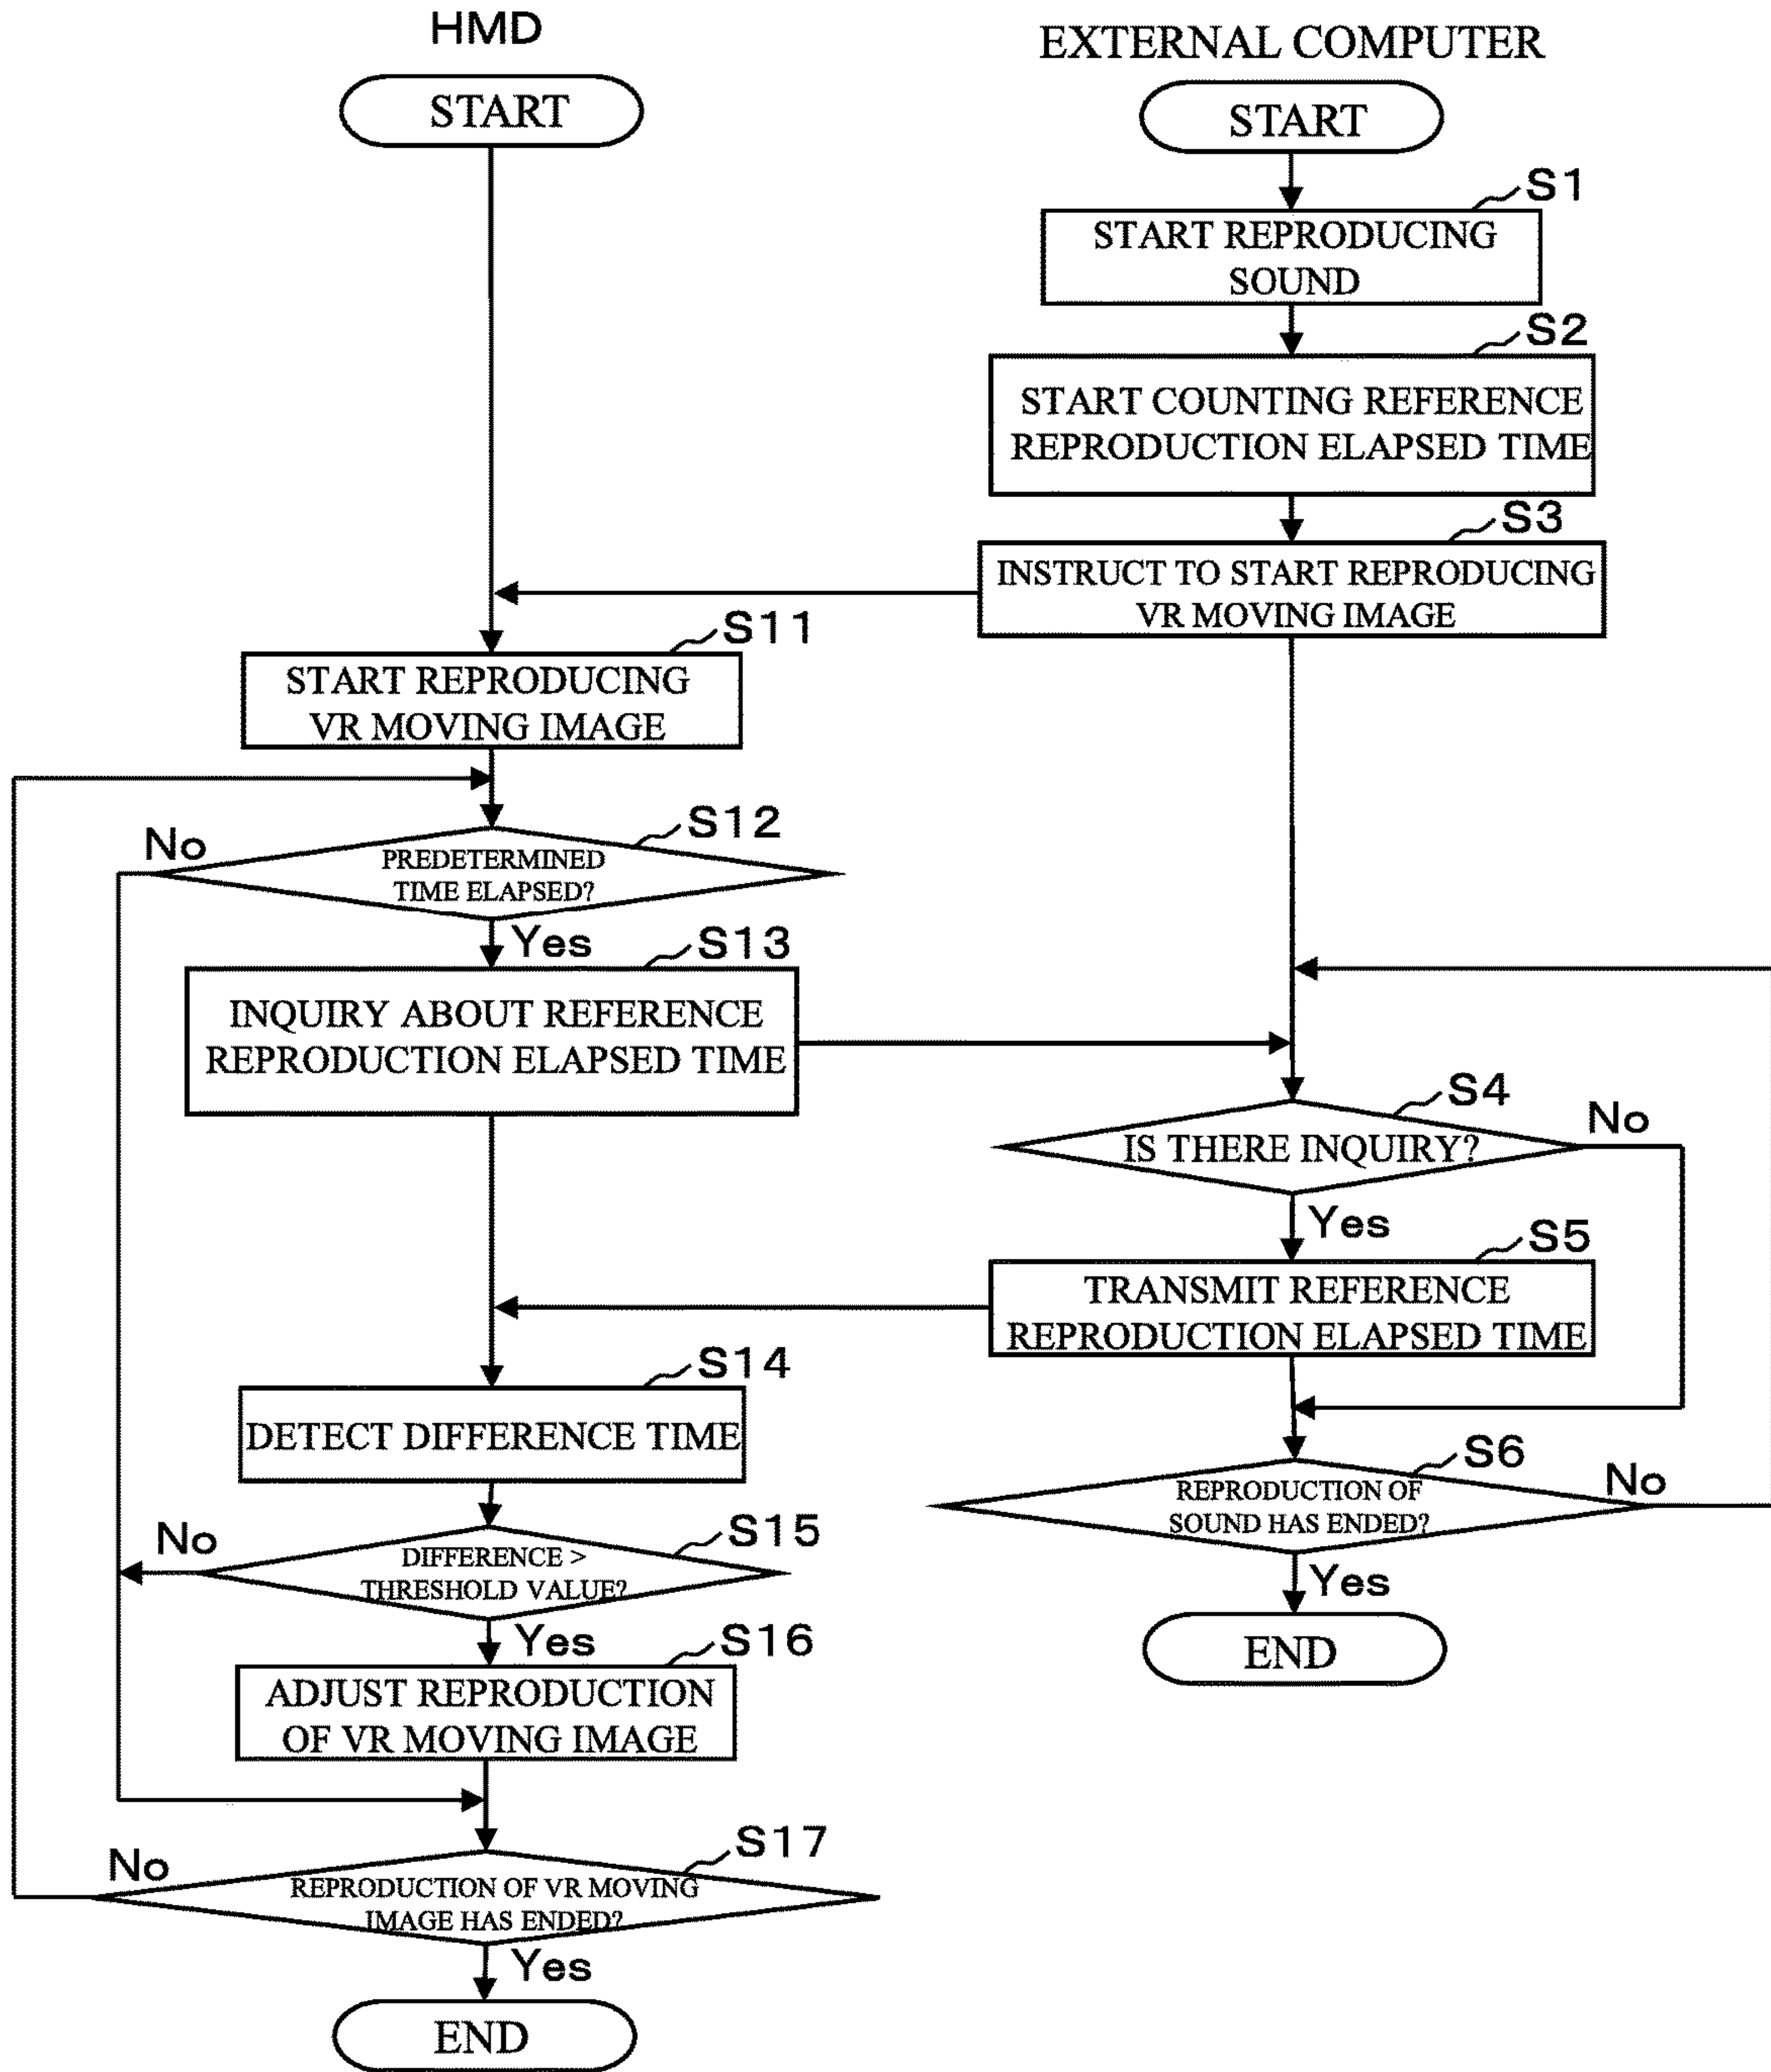 HMD
START
S11
START REPRODUCING
VR MOVING IMAGE
S12
No
PREDETERMINED
TIME ELAPSED?
Yes
S13
INQUIRY ABOUT REFERENCE
REPRODUCTION ELAPSED TIME
S14
DETECT DIFFERENCE TIME
S15
No
DIFFERENCE >
THRESHOLD VALUE?
Yes
S16
ADJUST REPRODUCTION
OF VR MOVING IMAGE
S17
No
REPRODUCTION OF VR MOVING
IMAGE HAS ENDED?
Yes
END
EXTERNAL COMPUTER
START
S1
START REPRODUCING
SOUND
S2
START COUNTING REFERENCE
REPRODUCTION ELAPSED TIME
S3
INSTRUCT TO START REPRODUCING
VR MOVING IMAGE
S4
No
IS THERE INQUIRY?
Yes
S5
TRANSMIT REFERENCE
REPRODUCTION ELAPSED TIME
S6
No
REPRODUCTION OF
SOUND HAS ENDED?
Yes
END